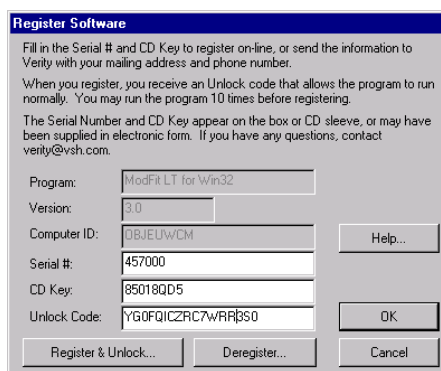 Register Software
Fill in the Serial # and CD Key to register on-line, or send the information to
Verity with your mailing address and phone number.
When you register, you receive an Unlock code that allows the program to run
normally. You may run the program 10 times before registering.
The Serial Number and CD Key appear on the box or CD sleeve, or may have
been supplied in electronic form. If you have any questions, contact
verity@vsh.com.
Program: ModFit LT for Win32
Version: 3.0
Computer ID: OBJEUWCM
Help...
Serial #: 457000
CD Key: 85018QD5
Unlock Code: YG0FQICZRC7WRR3S0
OK
Register & Unlock...
Deregister...
Cancel